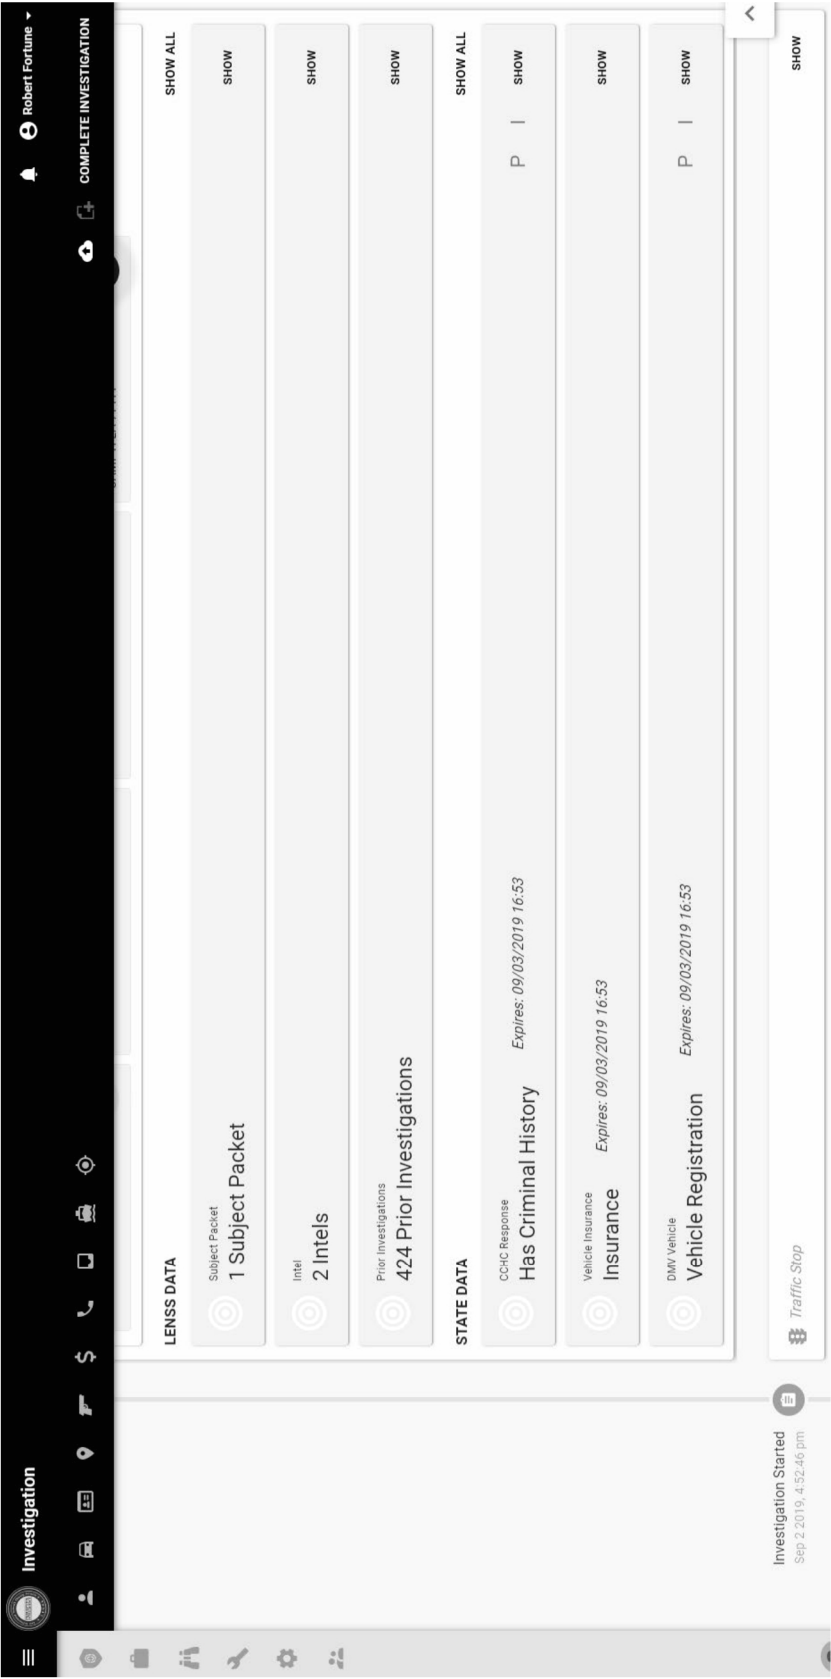 Investigation
Robert Fortune
COMPLETE INVESTIGATION
LENSS DATA
SHOW ALL
Subject Packet
1 Subject Packet
SHOW
Intel
2 Intels
SHOW
Prior Investigations
424 Prior Investigations
SHOW
STATE DATA
SHOW ALL
CCHC Response
Has Criminal History
Expires: 09/03/2019 16:53
P I
SHOW
Vehicle Insurance
Insurance
Expires: 09/03/2019 16:53
SHOW
DMV Vehicle
Vehicle Registration
Expires: 09/03/2019 16:53
P I
SHOW
Investigation Started
Sep 2 2019, 4:52:46 pm
Traffic Stop
SHOW